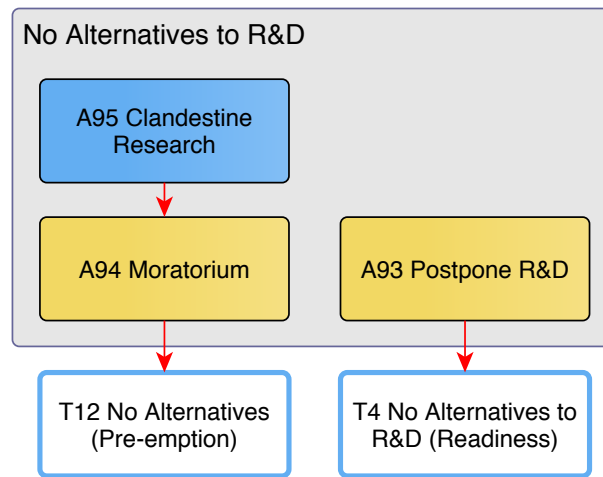 No Alternatives to R&D
A95 Clandestine
Research
A94 Moratorium
A93 Postpone R&D
T12 No Alternatives
(Pre-emption)
T4 No Alternatives to
R&D (Readiness)